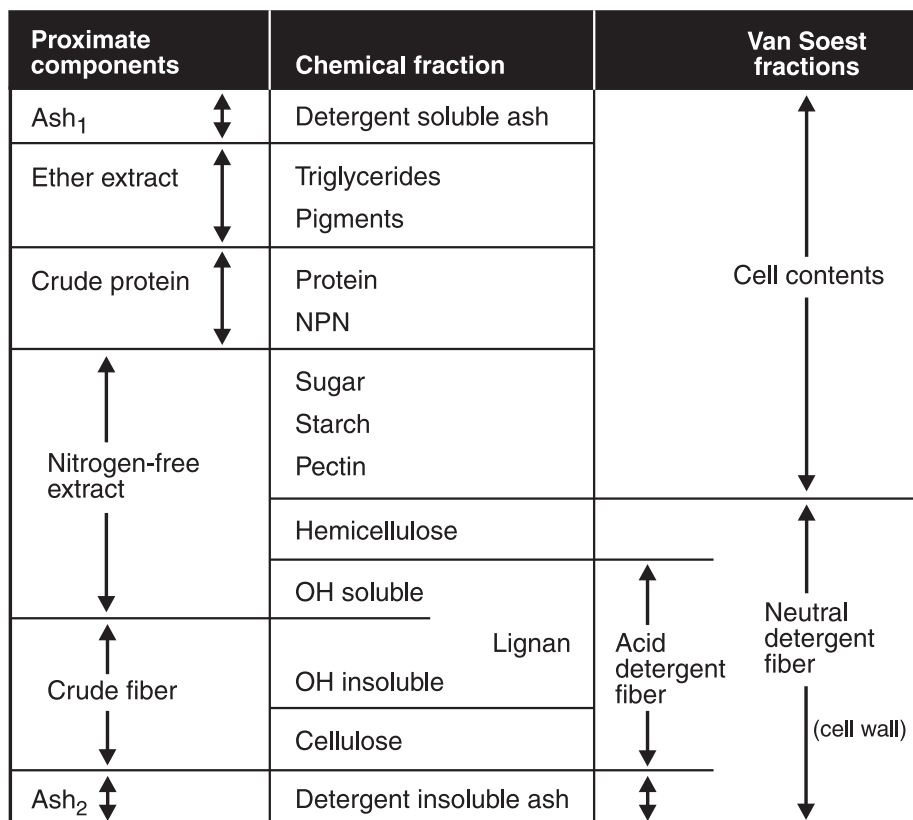 Proximate
components
Chemical fraction
Van Soest
fractions
Ash1
Detergent soluble ash
Ether extract
Triglycerides
Pigments
Crude protein
Protein
NPN
Cell contents
Nitrogen-free
extract
Sugar
Starch
Pectin
Hemicellulose
OH soluble
Lignan
OH insoluble
Crude fiber
Cellulose
Acid
detergent
fiber
Neutral
detergent
fiber
(cell wall)
Ash2
Detergent insoluble ash